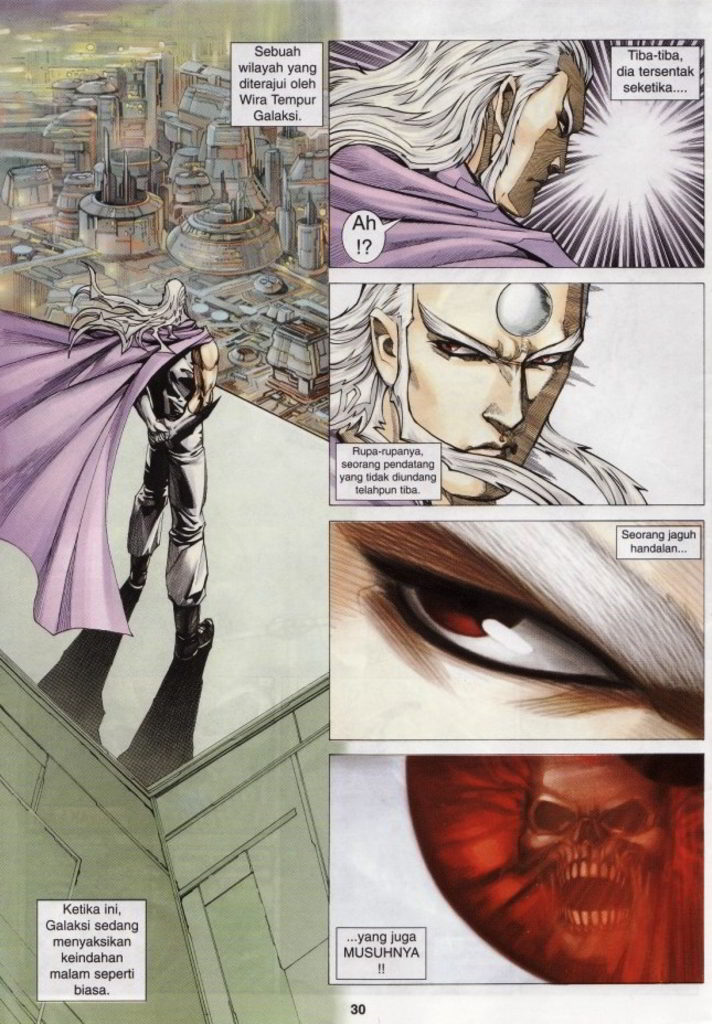 Sebuah
wilayah yang
diterajui oleh
Wira Tempur
Galaksi.
Ketika ini,
Galaksi sedang
menyaksikan
keindahan
malam seperti
biasa.
Tiba-tiba,
dia tersentak
seketika....
Ah
!?
Rupa-rupanya,
seorang pendatang
yang tidak diundang
telahpun tiba.
Seorang jaguh
handalan...
...yang juga
MUSUHNYA
!!
30